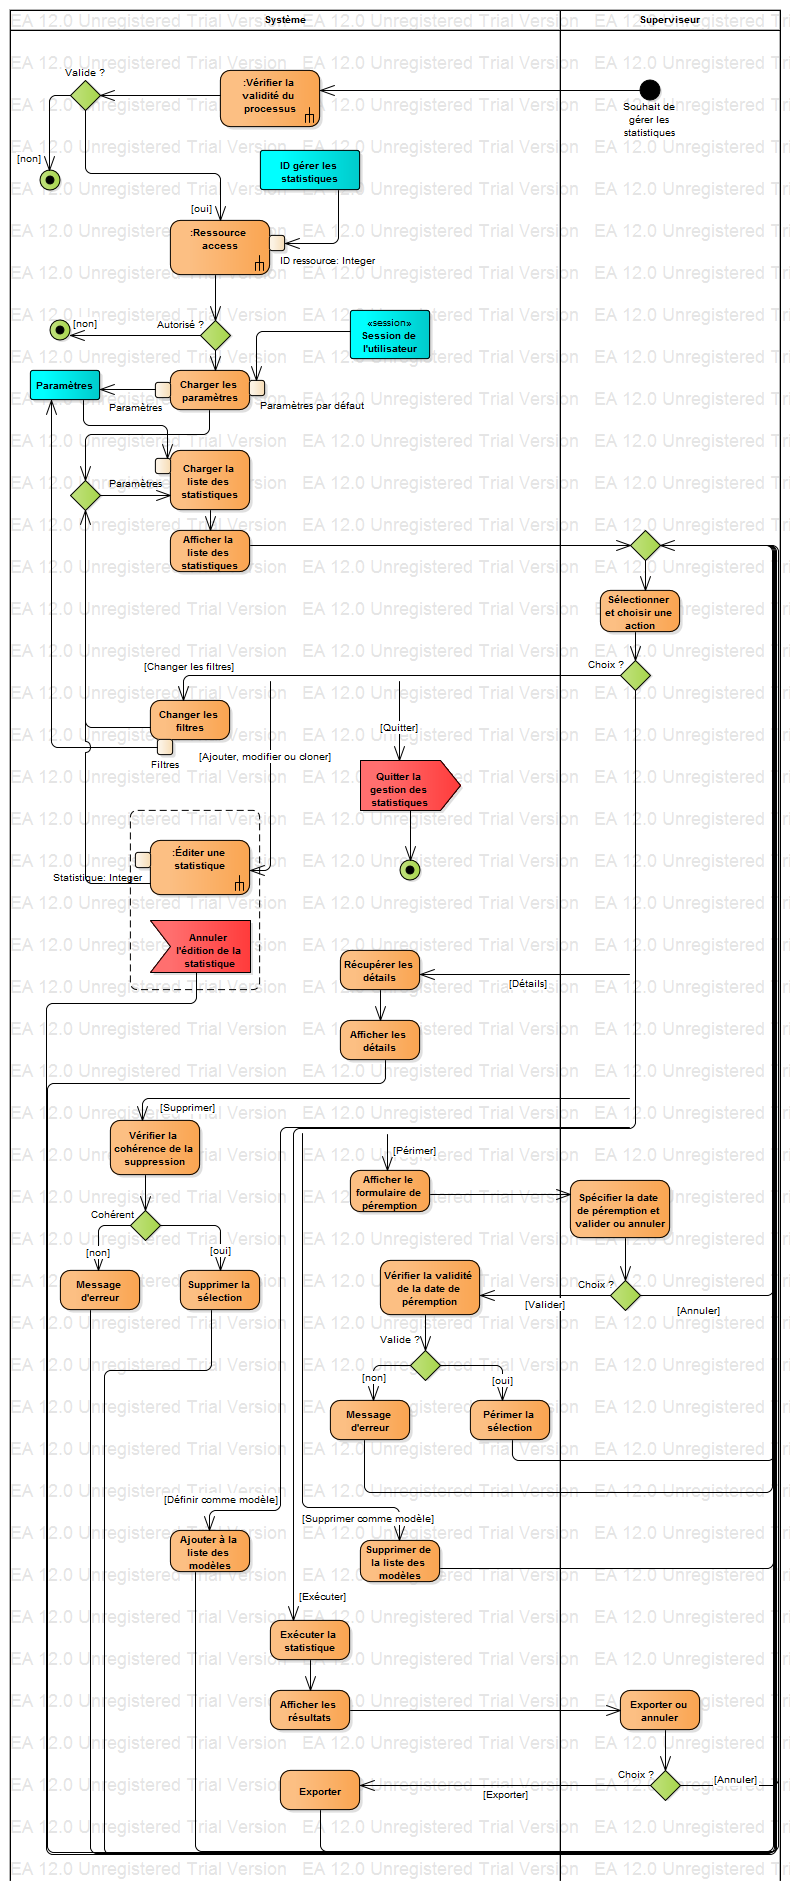 Système
Superviseur
Valide ?
:Vérifier la
validité du
processus
Souhait de
gérer les
statistiques
[non]
ID gérer les
statistiques
[oui]
:Ressource
access
ID ressource: Integer
[non]
Autorisé ?
«session»
Session de
l'utilisateur
Paramètres
Charger les
paramètres
Paramètres
Paramètres par défaut
Charger la
liste des
statistiques
Paramètres
Afficher la
liste des
statistiques
Sélectionner
et choisir une
action
Choix ?
[Changer les filtres]
Changer les
filtres
[Quitter]
[Ajouter, modifier ou cloner]
Filtres
Quitter la
gestion des
statistiques
:Éditer une
statistique
Statistique: Integer
Annuler
l'édition de la
statistique
Récupérer les
détails
[Détails]
Afficher les
détails
[Supprimer]
Vérifier la
cohérence de la
suppression
[Périmer]
Afficher le
formulaire de
péremption
Spécifier la date
de péremption et
valider ou annuler
Cohérent
[non]
[oui]
Message
d'erreur
Supprimer la
sélection
Vérifier la validité
de la date de
péremption
Choix ?
[Valider]
[Annuler]
Valide ?
[non]
[oui]
Message
d'erreur
Périmer la
sélection
[Définir comme modèle]
[Supprimer comme modèle]
Ajouter à la
liste des
modèles
Supprimer de
la liste des
modèles
[Exécuter]
Exécuter la
statistique
Afficher les
résultats
Exporter ou
annuler
Choix ?
[Annuler]
Exporter
[Exporter]
EA 12.0 Unregistered Trial Version